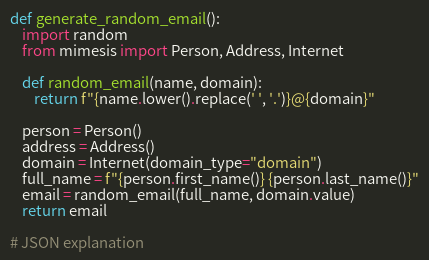 def generate_random_email():
import random
from mimesis import Person, Address, Internet
def random_email(name, domain):
return f"{name.lower().replace(' ', '.')}@{domain}"
person = Person()
address = Address()
domain = Internet(domain_type="domain")
full_name = f"{person.first_name()} {person.last_name()}"
email = random_email(full_name, domain.value)
return email
# JSON explanation